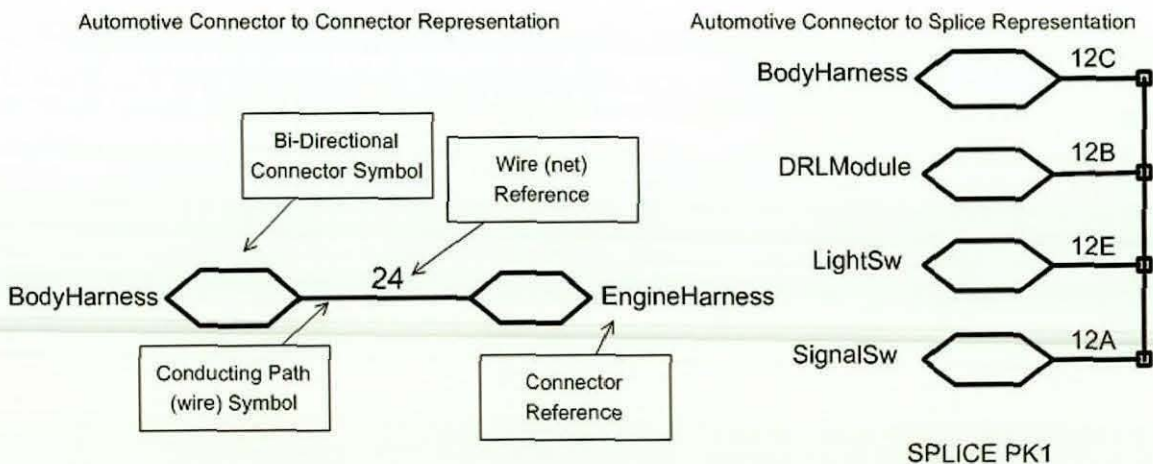 Automotive Connector to Connector Representation
Bi-Directional
Connector Symbol
Wire (net)
Reference
BodyHarness
24
EngineHarness
Conducting Path
(wire) Symbol
Connector
Reference
Automotive Connector to Splice Representation
BodyHarness
12C
DRLModule
12B
LightSw
12E
SignalSw
12A
SPLICE PK1